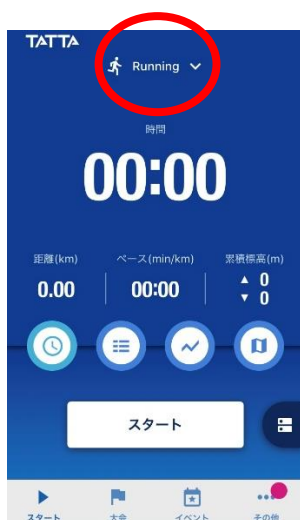 TATTA
Running
時間
00:00
距離(km) ペース(min/km) 累積標高(m)
0.00 00:00 ▲ 0
▼ 0
スタート
スタート 大会 イベント その他